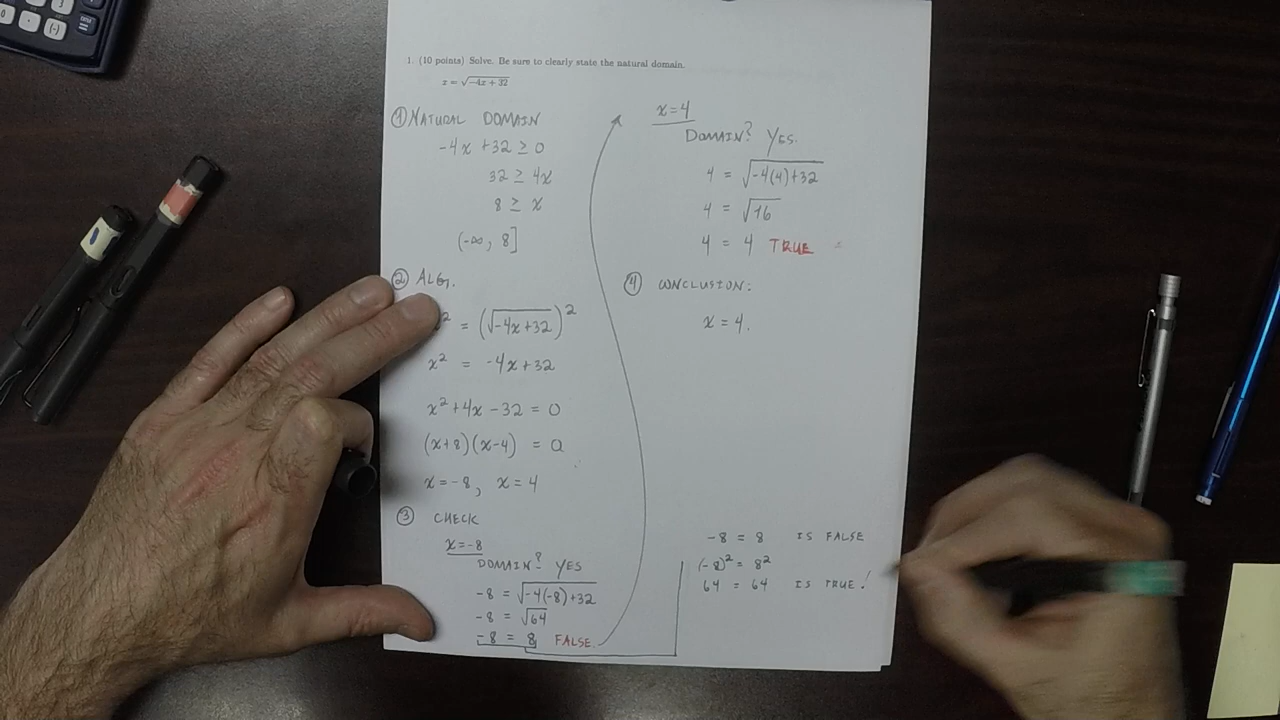 1. (10 points) Solve. Be sure to clearly state the natural domain.
x = √-4x + 32
① NATURAL DOMAIN
-4x + 32 ≥ 0
32 ≥ 4x
8 ≥ x
(-∞, 8]
② ALG.
² = (√-4x+32)²
x² = -4x+32
x² + 4x - 32 = 0
(x+8)(x-4) = 0
x = -8, x = 4
③ CHECK
x = -8
DOMAIN? YES
-8 = √-4(-8)+32
-8 = √64
-8 = 8 FALSE
x = 4
DOMAIN? YES.
4 = √-4(4)+32
4 = √16
4 = 4 TRUE
④ CONCLUSION:
x = 4.
-8 = 8 IS FALSE
(-8)² = 8²
64 = 64 IS TRUE!